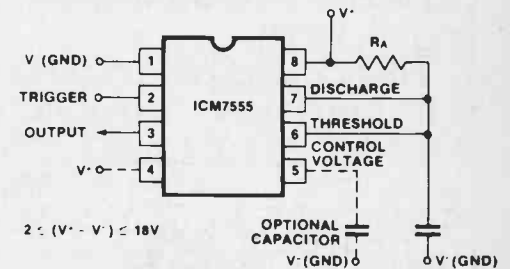 V⁺
V⁻ (GND)
1
8
RA
TRIGGER
2
ICM7555
7
DISCHARGE
OUTPUT
3
6
THRESHOLD
V⁺
4
5
CONTROL
VOLTAGE
2 ≤ (V⁺ - V⁻) ≤ 18V
OPTIONAL
CAPACITOR
V⁻(GND)
V⁻(GND)